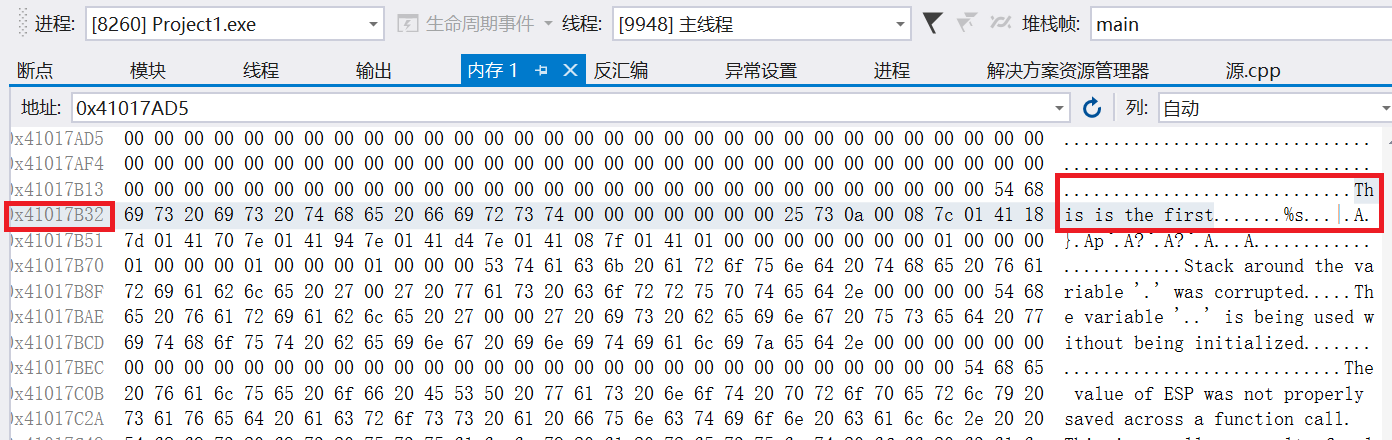 进程: [8260] Project1.exe 生命周期事件 线程: [9948] 主线程 堆栈帧: main
断点 模块 线程 输出 内存 1 反汇编 异常设置 进程 解决方案资源管理器 源.cpp
地址: 0x41017AD5 列: 自动
0x41017AD5 00 00 00 00 00 00 00 00 00 00 00 00 00 00 00 00 00 00 00 00 00 00 00 00 00 00 00 00 00 00 00 ...............................
0x41017AF4 00 00 00 00 00 00 00 00 00 00 00 00 00 00 00 00 00 00 00 00 00 00 00 00 00 00 00 00 00 00 00 ...............................
0x41017B13 00 00 00 00 00 00 00 00 00 00 00 00 00 00 00 00 00 00 00 00 00 00 00 00 00 00 00 00 00 54 68 .............................Th
0x41017B32 69 73 20 69 73 20 74 68 65 20 66 69 72 73 74 00 00 00 00 00 00 00 25 73 0a 00 08 7c 01 41 18 is is the first.......%s...|.A.
0x41017B51 7d 01 41 70 7e 01 41 94 7e 01 41 d4 7e 01 41 08 7f 01 41 01 00 00 00 00 00 00 00 01 00 00 00 }.Ap~.A?~.A?~.A...A............
0x41017B70 01 00 00 00 01 00 00 00 01 00 00 00 53 74 61 63 6b 20 61 72 6f 75 6e 64 20 74 68 65 20 76 61 ............Stack around the va
0x41017B8F 72 69 61 62 6c 65 20 27 00 27 20 77 61 73 20 63 6f 72 72 75 70 74 65 64 2e 00 00 00 00 54 68 riable '.' was corrupted.....Th
0x41017BAE 65 20 76 61 72 69 61 62 6c 65 20 27 00 00 27 20 69 73 20 62 65 69 6e 67 20 75 73 65 64 20 77 e variable '..' is being used w
0x41017BCD 69 74 68 6f 75 74 20 62 65 69 6e 67 20 69 6e 69 74 69 61 6c 69 7a 65 64 2e 00 00 00 00 00 00 ithout being initialized.......
0x41017BEC 00 00 00 00 00 00 00 00 00 00 00 00 00 00 00 00 00 00 00 00 00 00 00 00 00 00 00 00 54 68 65 ............................The
0x41017C0B 20 76 61 6c 75 65 20 6f 66 20 45 53 50 20 77 61 73 20 6e 6f 74 20 70 72 6f 70 65 72 6c 79 20 value of ESP was not properly
0x41017C2A 73 61 76 65 64 20 61 63 72 6f 73 73 20 61 20 66 75 6e 63 74 69 6f 6e 20 63 61 6c 6c 2e 20 20 saved across a function call.